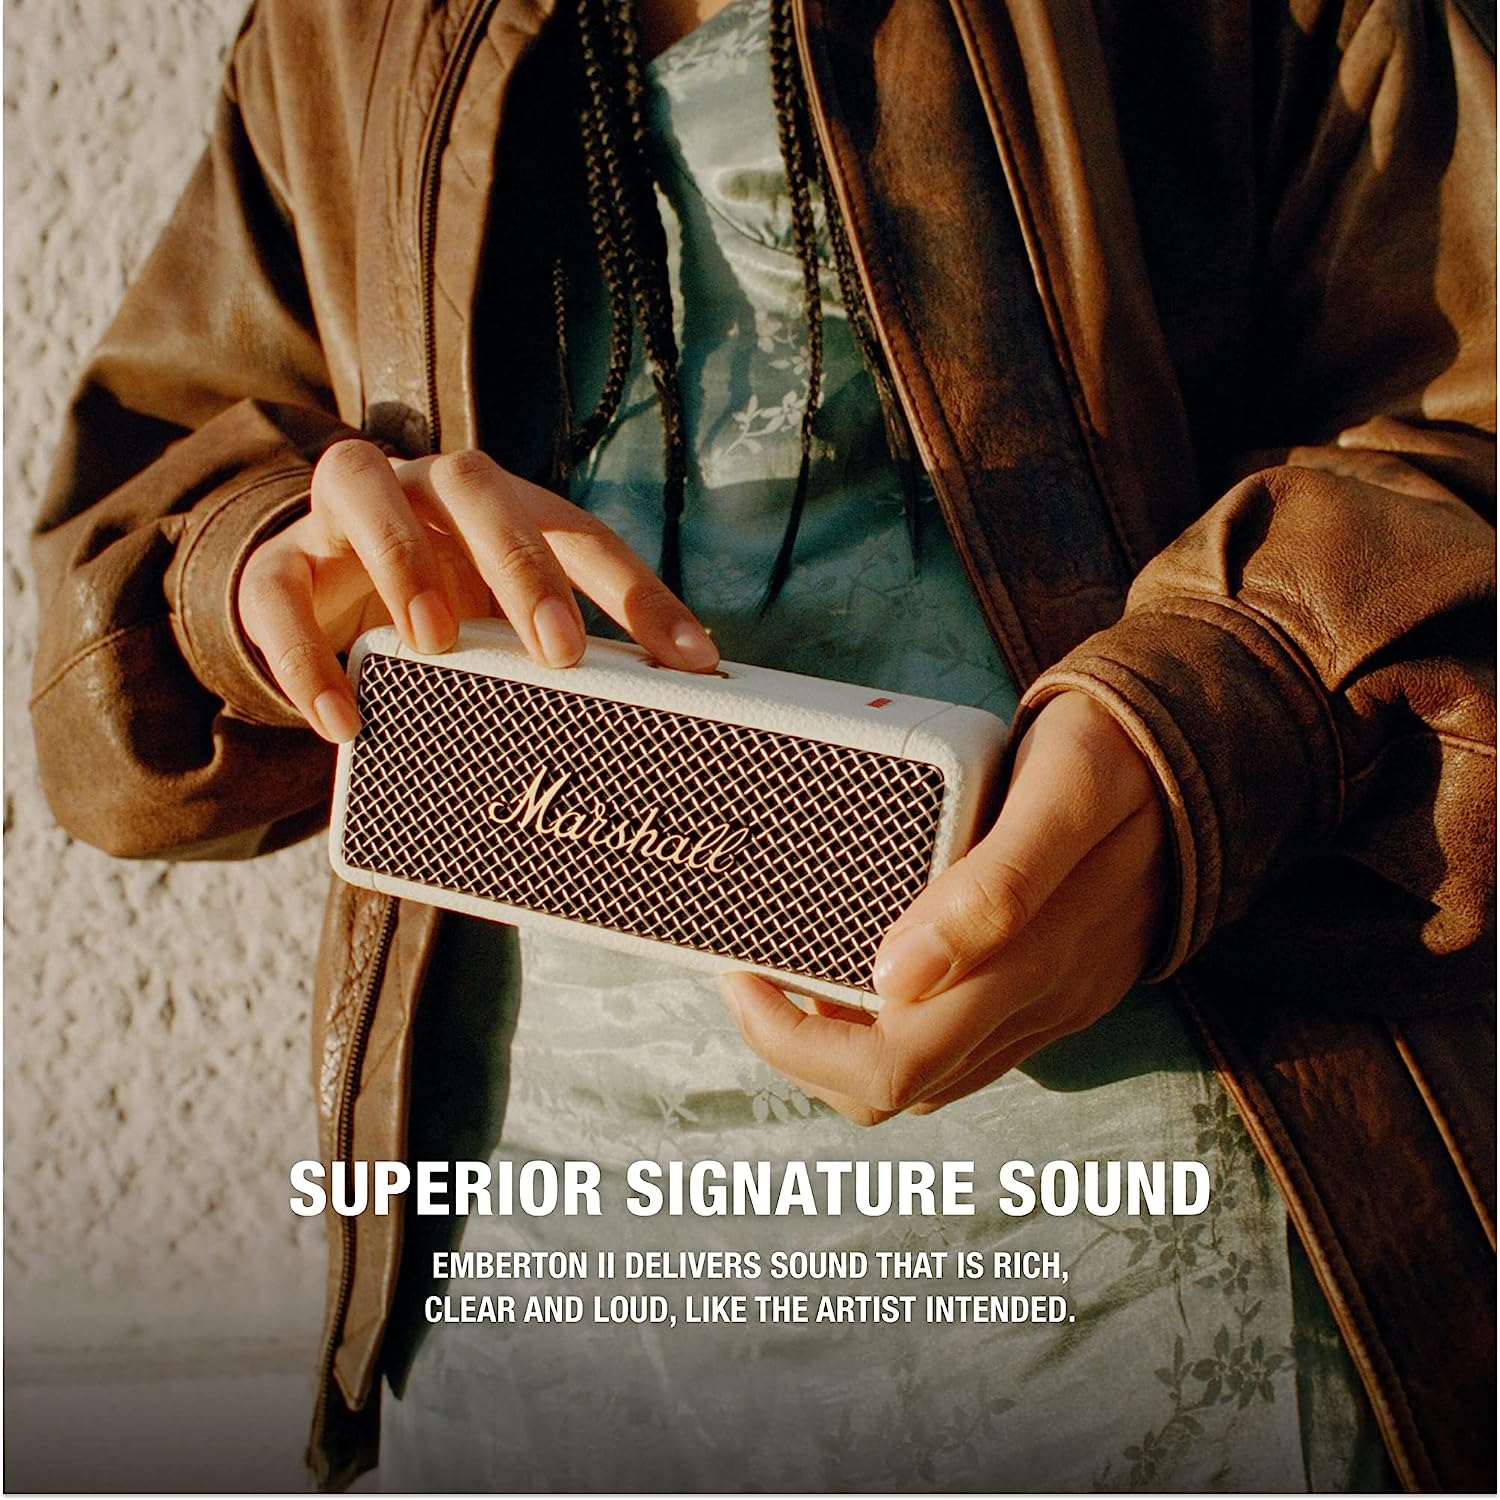 Marshall
SUPERIOR SIGNATURE SOUND
EMBERTON II DELIVERS SOUND THAT IS RICH,
CLEAR AND LOUD, LIKE THE ARTIST INTENDED.